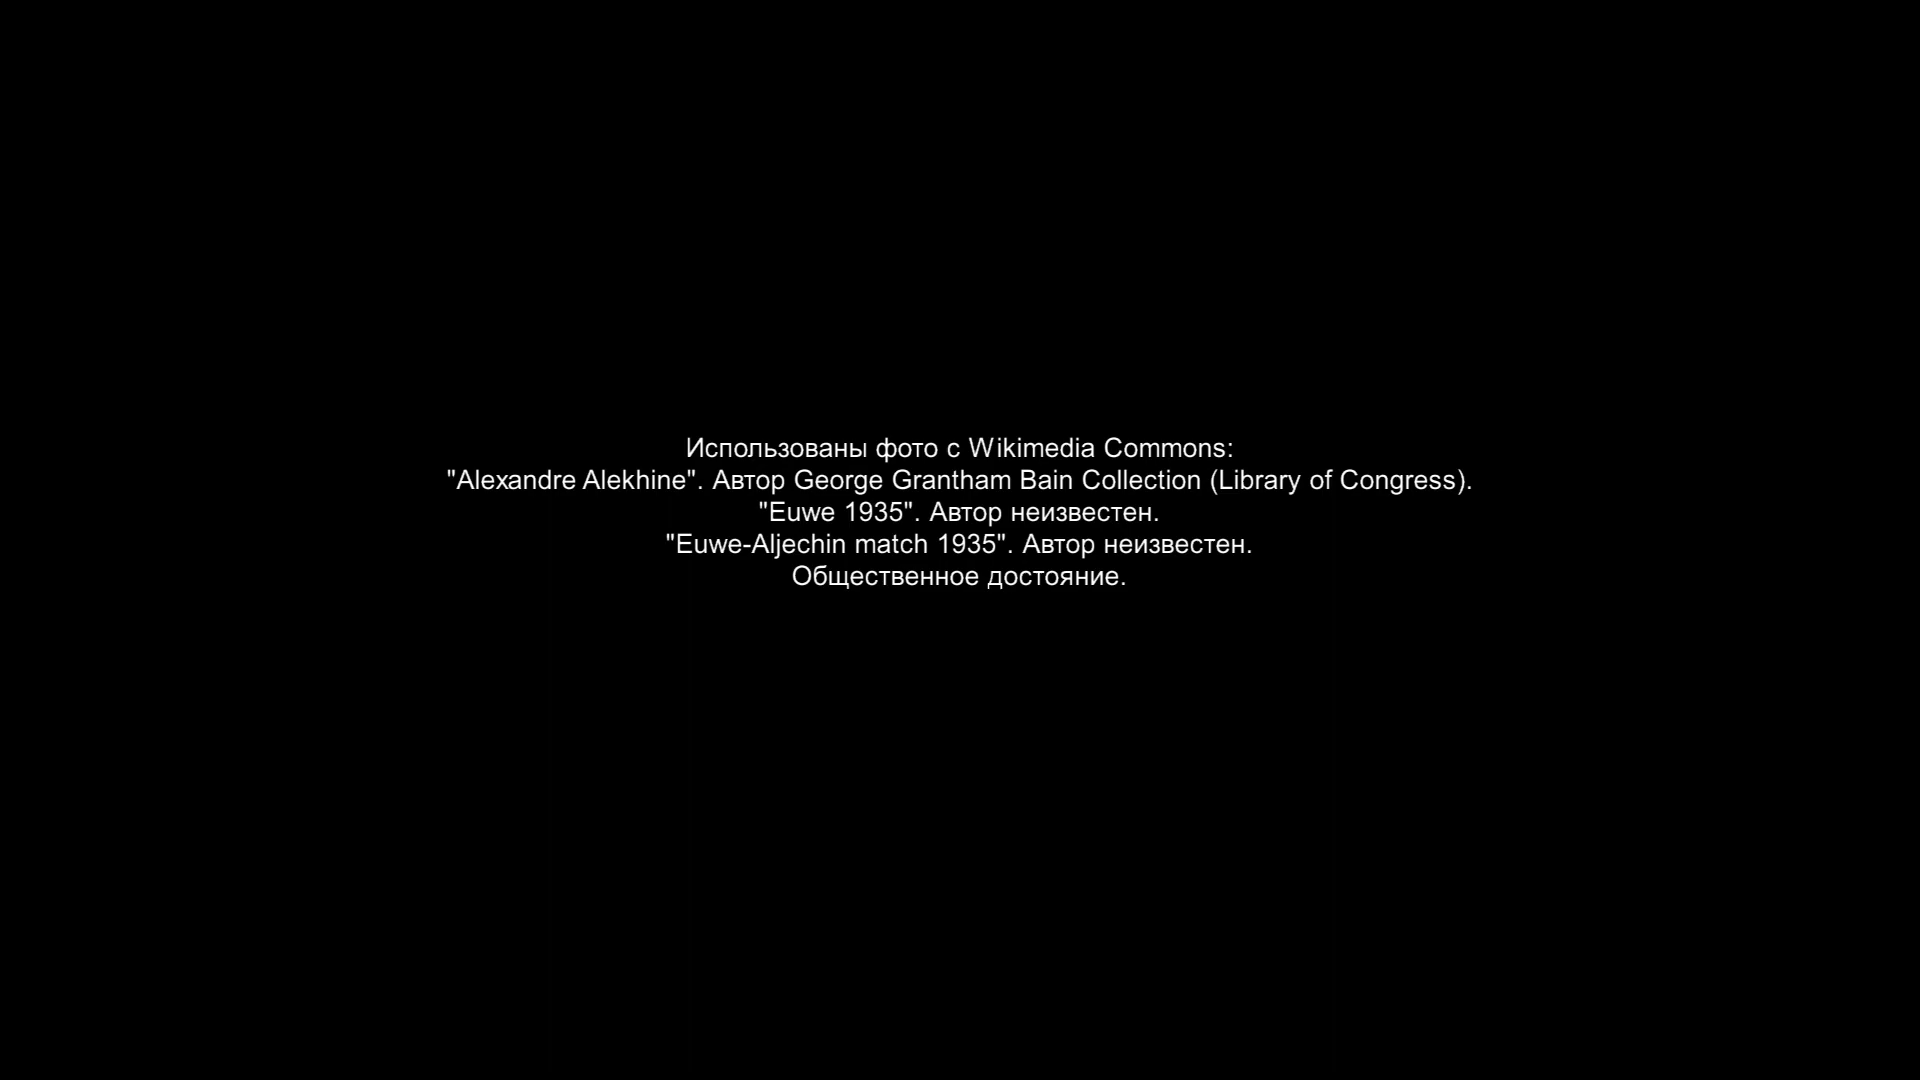 Использованы фото с Wikimedia Commons:
"Alexandre Alekhine". Автор George Grantham Bain Collection (Library of Congress).
"Euwe 1935". Автор неизвестен.
"Euwe-Aljechin match 1935". Автор неизвестен.
Общественное достояние.